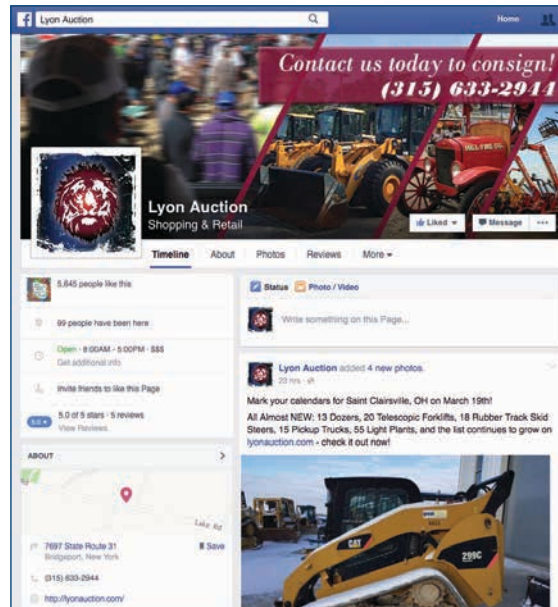 Lyon Auction
Home
Contact us today to consign!
(315) 633-2944
HALL FIRE CO.
Lyon Auction
Shopping & Retail
Liked
Message
Timeline About Photos Reviews More
5,645 people like this
99 people have been here
Open · 8:00AM - 5:00PM · $$$
Get additional info
Invite friends to like this Page
5.0 5.0 of 5 stars · 5 reviews
View Reviews
ABOUT
Lake Rd
7697 State Route 31
Bridgeport, New York
Save
(315) 633-2944
http://lyonauction.com/
Status Photo / Video
Write something on this Page...
Lyon Auction added 4 new photos.
20 hrs
Mark your calendars for Saint Clairsville, OH on March 19th!
All Almost NEW: 13 Dozers, 20 Telescopic Forklifts, 18 Rubber Track Skid
Steers, 15 Pickup Trucks, 55 Light Plants, and the list continues to grow on
lyonauction.com - check it out now!
CAT
299C